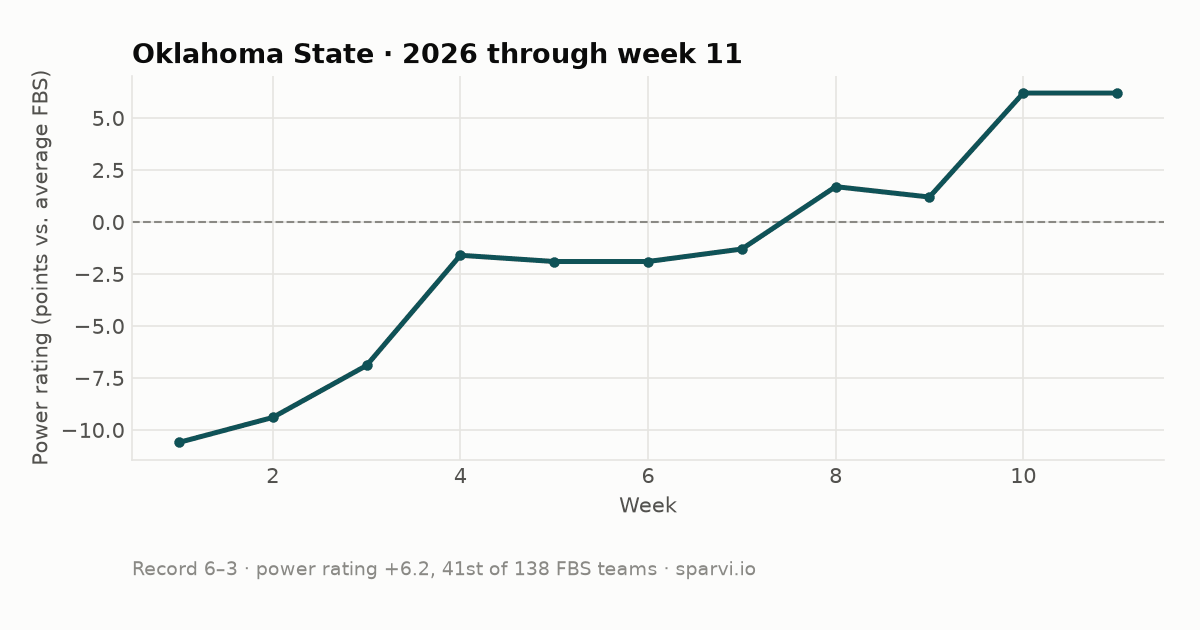 Oklahoma State · 2026 through week 11
Power rating (points vs. average FBS)
5.0
2.5
0.0
−2.5
−5.0
−7.5
−10.0
2 4 6 8 10
Week
Record 6–3 · power rating +6.2, 41st of 138 FBS teams · sparvi.io